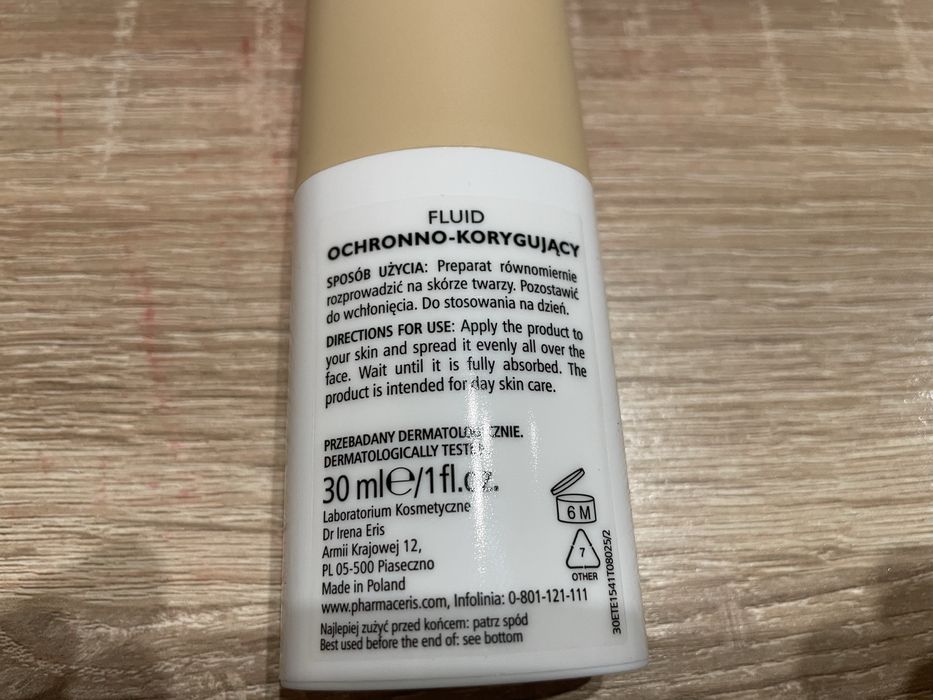 FLUID
OCHRONNO-KORYGUJĄCY
SPOSÓB UŻYCIA: Preparat równomiernie
rozprowadzić na skórze twarzy. Pozostawić
do wchłonięcia. Do stosowania na dzień.
DIRECTIONS FOR USE: Apply the product to
your skin and spread it evenly all over the
face. Wait until it is fully absorbed. The
product is intended for day skin care.
PRZEBADANY DERMATOLOGICZNIE.
DERMATOLOGICALLY TESTED.
30 ml℮/1fl.oz.
Laboratorium Kosmetyczne
Dr Irena Eris
Armii Krajowej 12,
PL 05-500 Piaseczno
Made in Poland
www.pharmaceris.com, Infolinia: 0-801-121-111
Najlepiej zużyć przed końcem: patrz spód
Best used before the end of: see bottom
6 M
7
OTHER
30ETE1541T08025/2